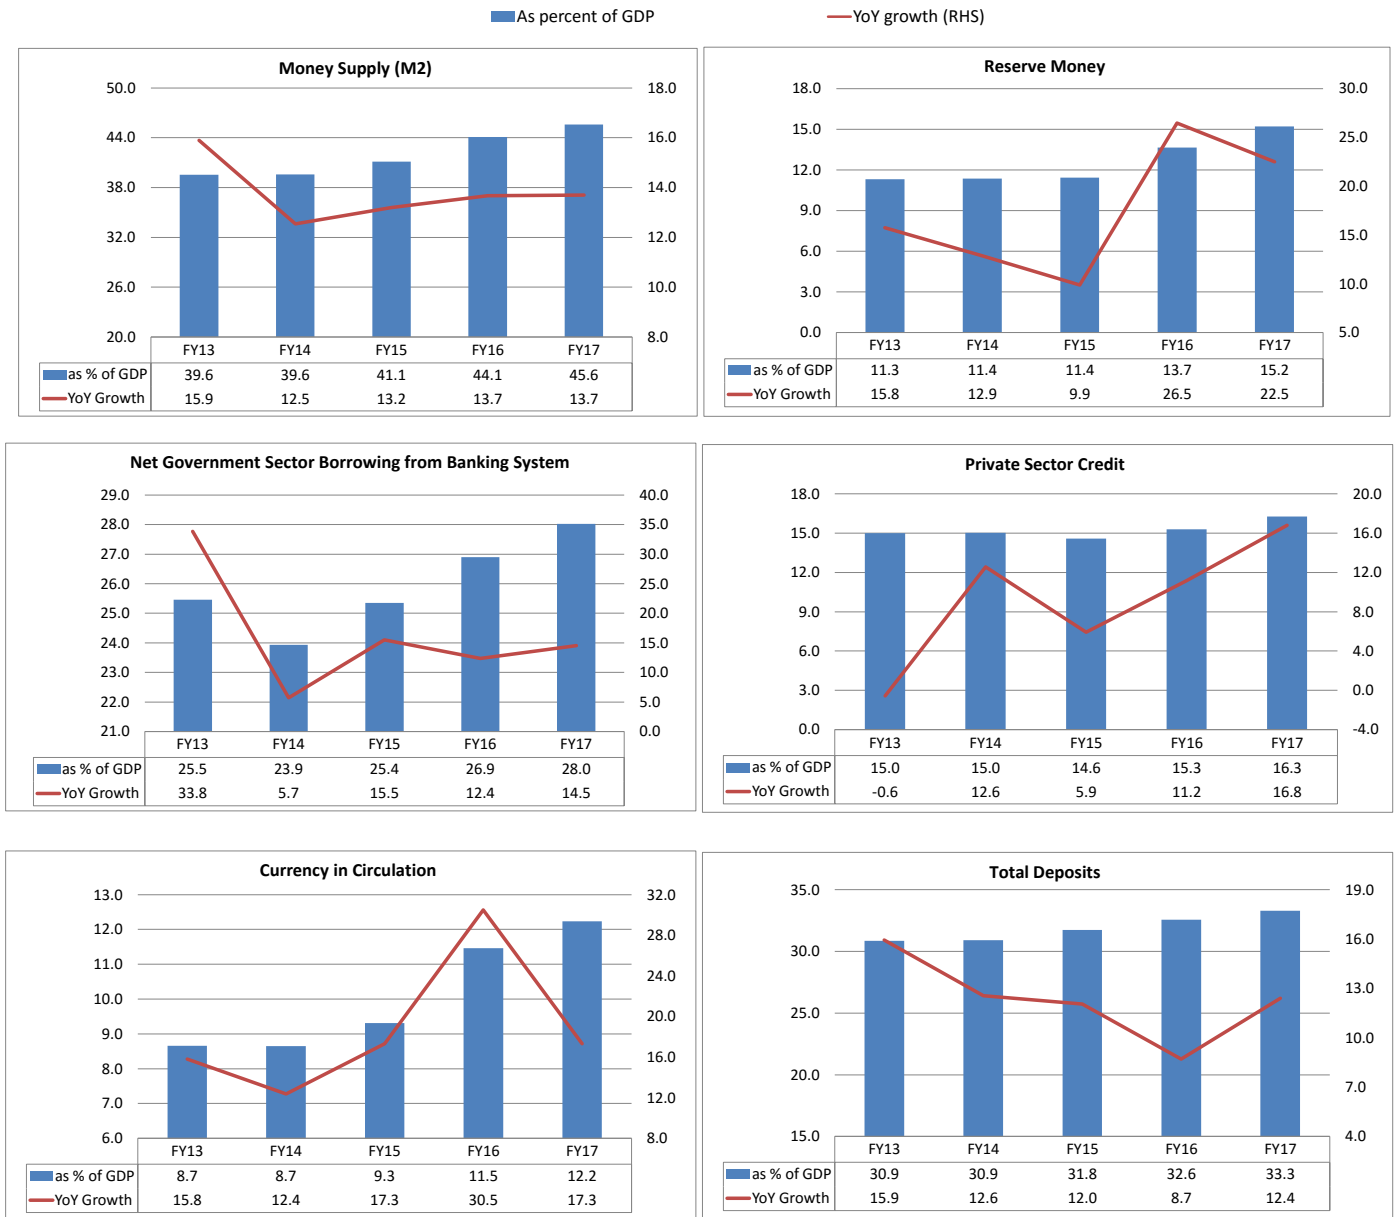 As percent of GDP YoY growth (RHS)
Money Supply (M2)
50.0 18.0
44.0 16.0
38.0 14.0
32.0 12.0
26.0 10.0
20.0 8.0
FY13 FY14 FY15 FY16 FY17
as % of GDP 39.6 39.6 41.1 44.1 45.6
YoY Growth 15.9 12.5 13.2 13.7 13.7
Reserve Money
18.0 30.0
15.0 25.0
12.0 20.0
9.0 15.0
6.0 10.0
3.0 5.0
0.0
FY13 FY14 FY15 FY16 FY17
as % of GDP 11.3 11.4 11.4 13.7 15.2
YoY Growth 15.8 12.9 9.9 26.5 22.5
Net Government Sector Borrowing from Banking System
29.0 40.0
28.0 35.0
27.0 30.0
26.0 25.0
25.0 20.0
24.0 15.0
23.0 10.0
22.0 5.0
21.0 0.0
FY13 FY14 FY15 FY16 FY17
as % of GDP 25.5 23.9 25.4 26.9 28.0
YoY Growth 33.8 5.7 15.5 12.4 14.5
Private Sector Credit
18.0 20.0
15.0 16.0
12.0 12.0
9.0 8.0
6.0 4.0
3.0 0.0
0.0 -4.0
FY13 FY14 FY15 FY16 FY17
as % of GDP 15.0 15.0 14.6 15.3 16.3
YoY Growth -0.6 12.6 5.9 11.2 16.8
Currency in Circulation
13.0 32.0
12.0 28.0
11.0 24.0
10.0 20.0
9.0 16.0
8.0 12.0
7.0 8.0
6.0
FY13 FY14 FY15 FY16 FY17
as % of GDP 8.7 8.7 9.3 11.5 12.2
YoY Growth 15.8 12.4 17.3 30.5 17.3
Total Deposits
35.0 19.0
30.0 16.0
25.0 13.0
20.0 10.0
15.0 7.0
4.0
FY13 FY14 FY15 FY16 FY17
as % of GDP 30.9 30.9 31.8 32.6 33.3
YoY Growth 15.9 12.6 12.0 8.7 12.4